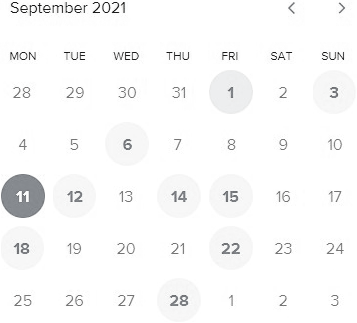 September 2021
MON TUE WED THU FRI SAT SUN
28 29 30 31 1 2 3
4 5 6 7 8 9 10
11 12 13 14 15 16 17
18 19 20 21 22 23 24
25 26 27 28 1 2 3